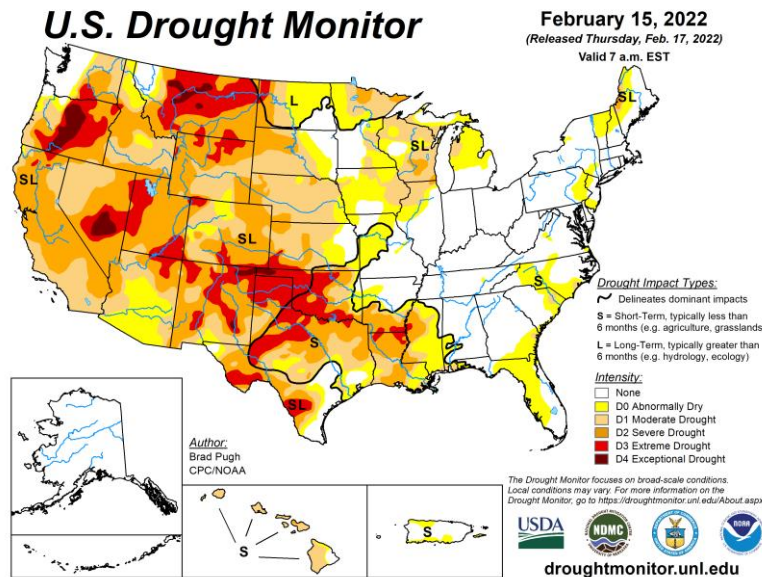 U.S. Drought Monitor
February 15, 2022
(Released Thursday, Feb. 17, 2022)
Valid 7 a.m. EST
L
SL
SL
SL
SL
S
S
SL
Drought Impact Types:
Delineates dominant impacts
S = Short-Term, typically less than
6 months (e.g. agriculture, grasslands
L = Long-Term, typically greater than
6 months (e.g. hydrology, ecology)
Intensity:
None
D0 Abnormally Dry
D1 Moderate Drought
D2 Severe Drought
D3 Extreme Drought
D4 Exceptional Drought
Author:
Brad Pugh
CPC/NOAA
S
S
The Drought Monitor focuses on broad-scale conditions.
Local conditions may vary. For more information on the
Drought Monitor, go to https://droughtmonitor.unl.edu/About.aspx
USDA
NDMC
NOAA
droughtmonitor.unl.edu